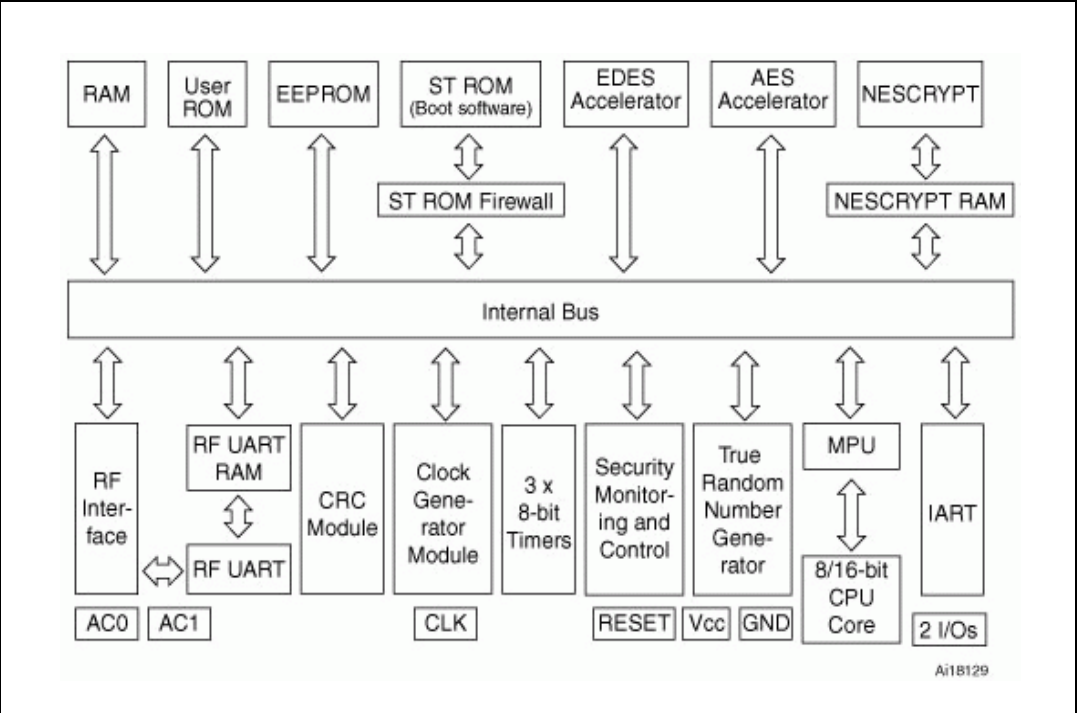 RAM
User
ROM
EEPROM
ST ROM
(Boot software)
EDES
Accelerator
AES
Accelerator
NESCRYPT
ST ROM Firewall
NESCRYPT RAM
Internal Bus
RF
Inter-
face
RF UART
RAM
RF UART
CRC
Module
Clock
Gene-
rator
Module
3 x
8-bit
Timers
Security
Monitor-
ing and
Control
True
Random
Number
Gene-
rator
MPU
8/16-bit
CPU
Core
IART
AC0
AC1
CLK
RESET
Vcc
GND
2 I/Os
Ai18129